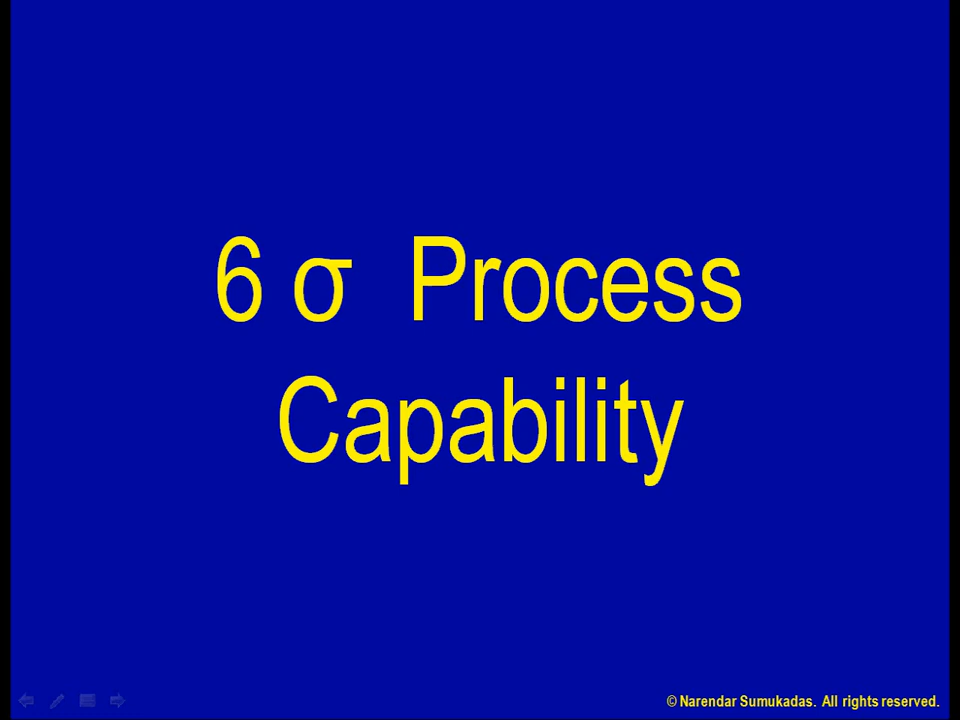 6 σ Process
Capability
© Narendar Sumukadas. All rights reserved.